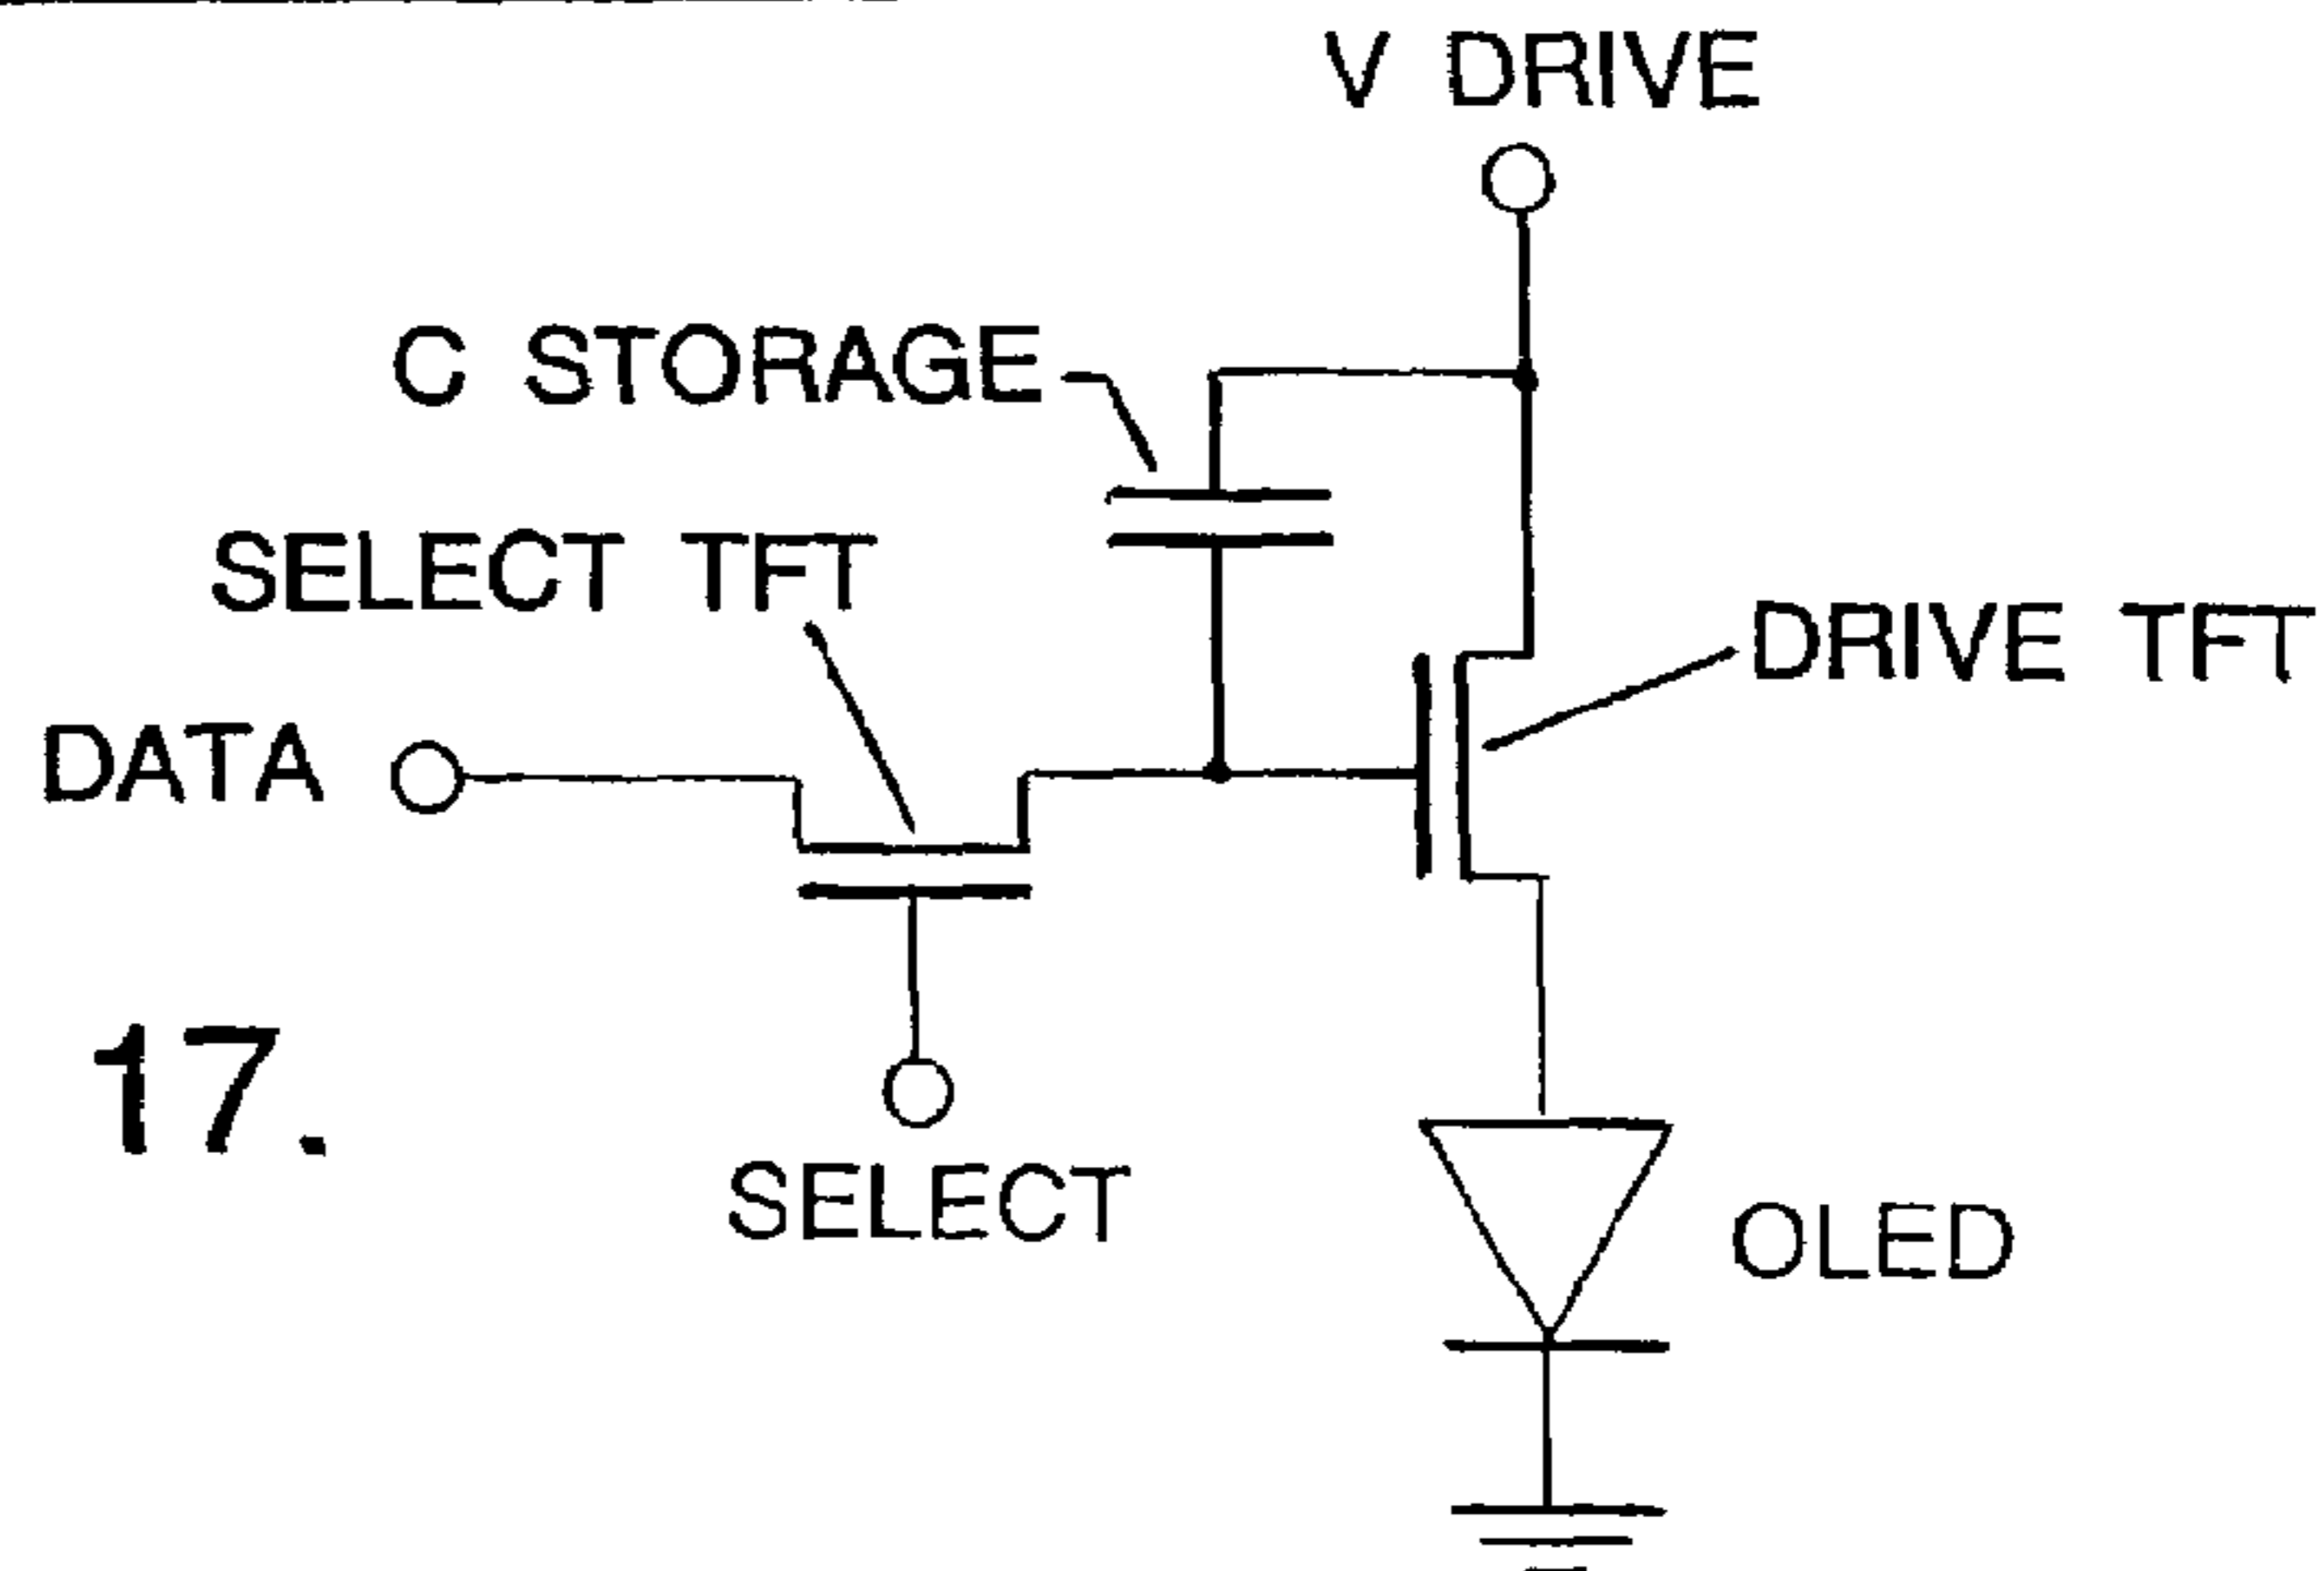 V DRIVE
C STORAGE
SELECT TFT
DRIVE TFT
DATA
17.
SELECT
OLED